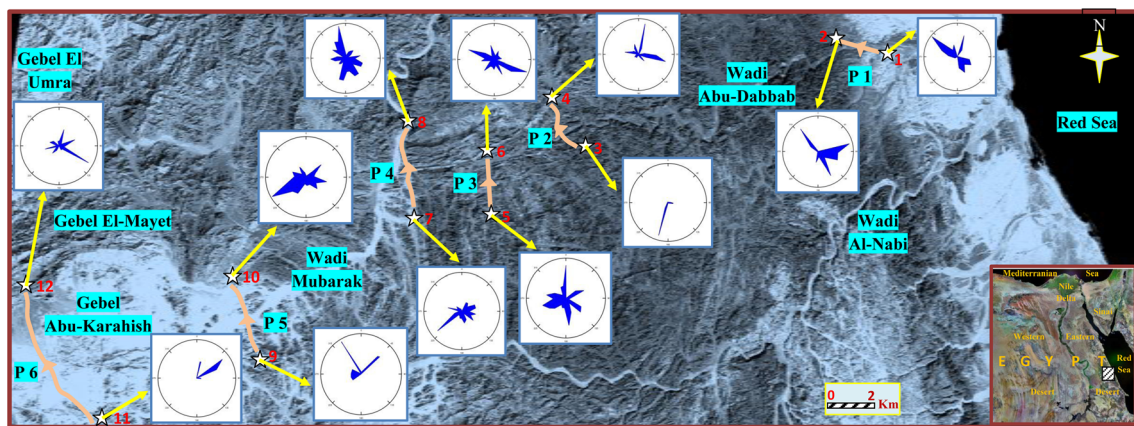 N
Gebel El
Umra
Wadi
Abu-Dabbab
2
1
P 1
Red Sea
8
4
P 2
3
6
P 4
P 3
7
5
Gebel El-Mayet
Wadi
Al-Nabi
10
Wadi
Mubarak
12
Gebel
Abu-Karahish
P 5
9
P 6
11
0 2
Km
Mediterranean Sea
Nile
Delta
Sinai
Western Eastern
Red
Sea
E G Y P T
Desert Desert